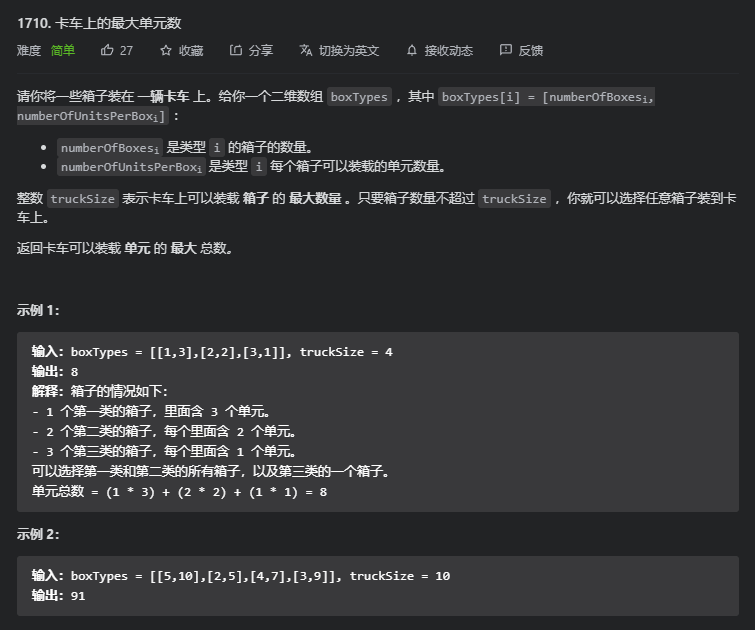 1710. 卡车上的最大单元数
难度 简单 27 收藏 分享 切换为英文 接收动态 反馈
请你将一些箱子装在 一辆卡车 上。给你一个二维数组 boxTypes ，其中 boxTypes[i] = [numberOfBoxesi,
numberOfUnitsPerBoxi] ：
• numberOfBoxesi 是类型 i 的箱子的数量。
• numberOfUnitsPerBoxi 是类型 i 每个箱子可以装载的单元数量。
整数 truckSize 表示卡车上可以装载 箱子 的 最大数量 。只要箱子数量不超过 truckSize ，你就可以选择任意箱子装到卡
车上。
返回卡车可以装载 单元 的 最大 总数。
示例 1：
输入：boxTypes = [[1,3],[2,2],[3,1]], truckSize = 4
输出：8
解释：箱子的情况如下：
- 1 个第一类的箱子，里面含 3 个单元。
- 2 个第二类的箱子，每个里面含 2 个单元。
- 3 个第三类的箱子，每个里面含 1 个单元。
可以选择第一类和第二类的所有箱子，以及第三类的一个箱子。
单元总数 = (1 * 3) + (2 * 2) + (1 * 1) = 8
示例 2：
输入：boxTypes = [[5,10],[2,5],[4,7],[3,9]], truckSize = 10
输出：91